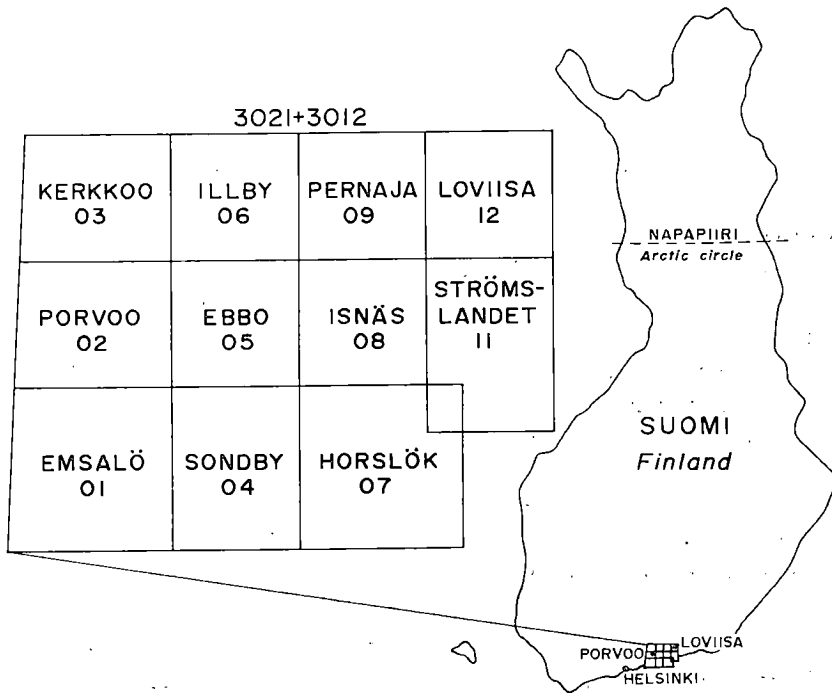 3021+3012
KERKKOO
03
ILLBY
06
PERNAJA
09
LOVIISA
12
PORVOO
02
EBBO
05
ISNÄS
08
STRÖMS-
LANDET
11
EMSALÖ
01
SONDBY
04
HORSLÖK
07
NAPAPIIRI
Arctic circle
SUOMI
Finland
LOVIISA
PORVOO
HELSINKI